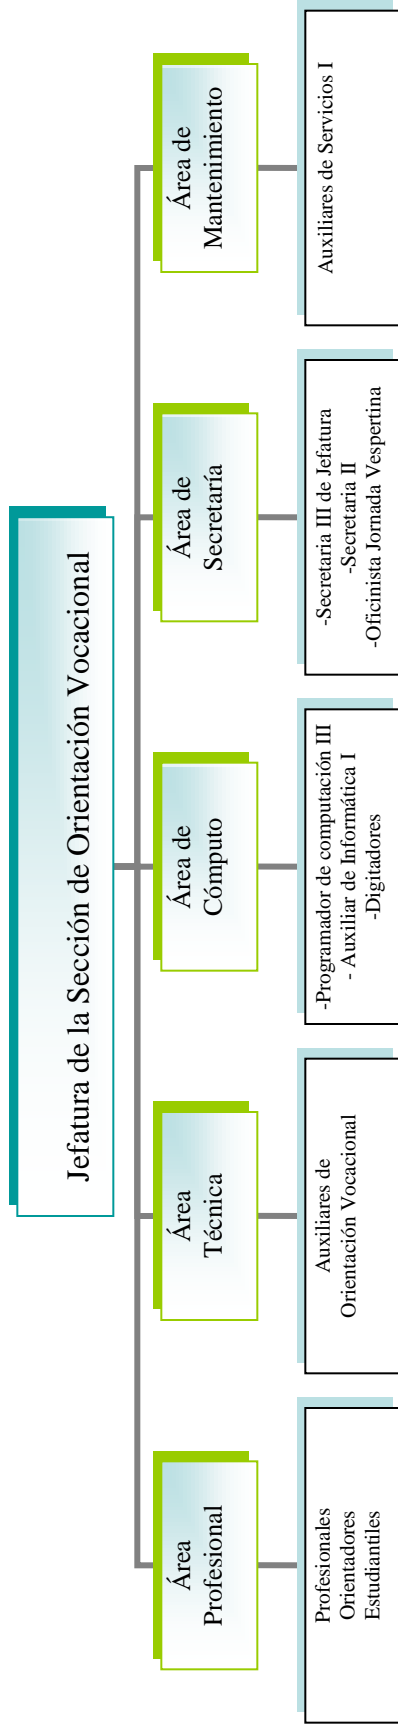 Jefatura de la Sección de Orientación Vocacional
Área
Profesional
Área
Técnica
Área de
Cómputo
Área de
Secretaría
Área de
Mantenimiento
Profesionales
Orientadores
Estudiantiles
Auxiliares de
Orientación Vocacional
-Programador de computación III
- Auxiliar de Informática I
-Digitadores
-Secretaria III de Jefatura
-Secretaria II
-Oficinista Jornada Vespertina
Auxiliares de Servicios I